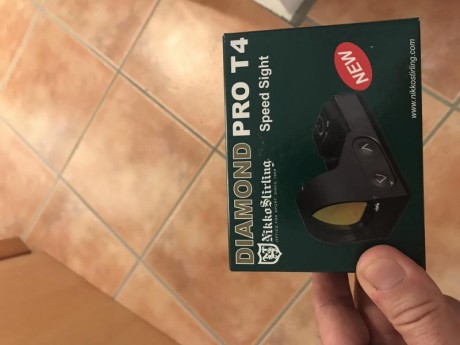 DIAMOND PRO T4
Nikko Stirling
Speed Sight
NEW
www.nikkostirling.com